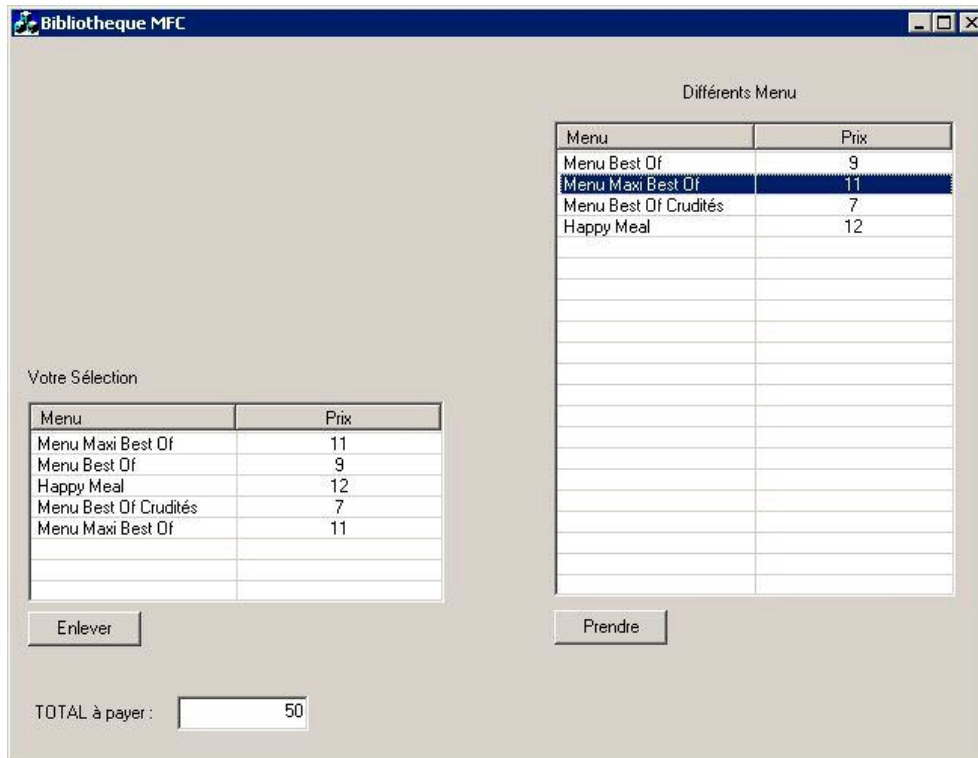 Bibliotheque MFC
Différents Menu
Menu Prix
Menu Best Of 9
Menu Maxi Best Of 11
Menu Best Of Crudités 7
Happy Meal 12
Prendre
Votre Sélection
Menu Prix
Menu Maxi Best Of 11
Menu Best Of 9
Happy Meal 12
Menu Best Of Crudités 7
Menu Maxi Best Of 11
Enlever
TOTAL à payer : 50